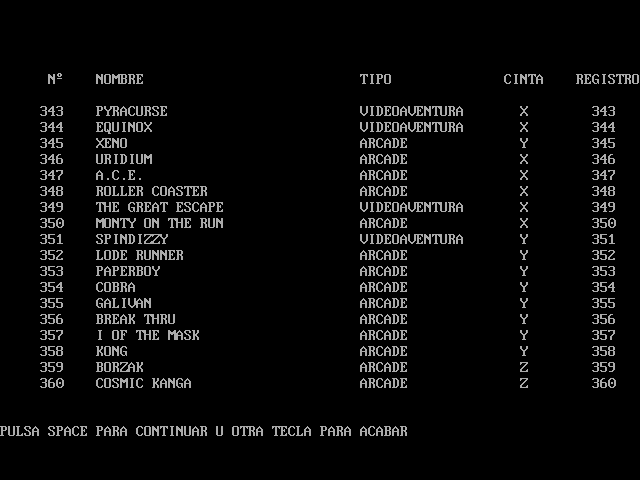 Nº NOMBRE TIPO CINTA REGISTRO
343 PYRACURSE VIDEOAVENTURA X 343
344 EQUINOX VIDEOAVENTURA X 344
345 XENO ARCADE Y 345
346 URIDIUM ARCADE X 346
347 A.C.E. ARCADE X 347
348 ROLLER COASTER ARCADE X 348
349 THE GREAT ESCAPE VIDEOAVENTURA X 349
350 MONTY ON THE RUN ARCADE X 350
351 SPINDIZZY VIDEOAVENTURA Y 351
352 LODE RUNNER ARCADE Y 352
353 PAPERBOY ARCADE Y 353
354 COBRA ARCADE Y 354
355 GALIVAN ARCADE Y 355
356 BREAK THRU ARCADE Y 356
357 I OF THE MASK ARCADE Y 357
358 KONG ARCADE Y 358
359 BORZAK ARCADE Z 359
360 COSMIC KANGA ARCADE Z 360
PULSA SPACE PARA CONTINUAR U OTRA TECLA PARA ACABAR